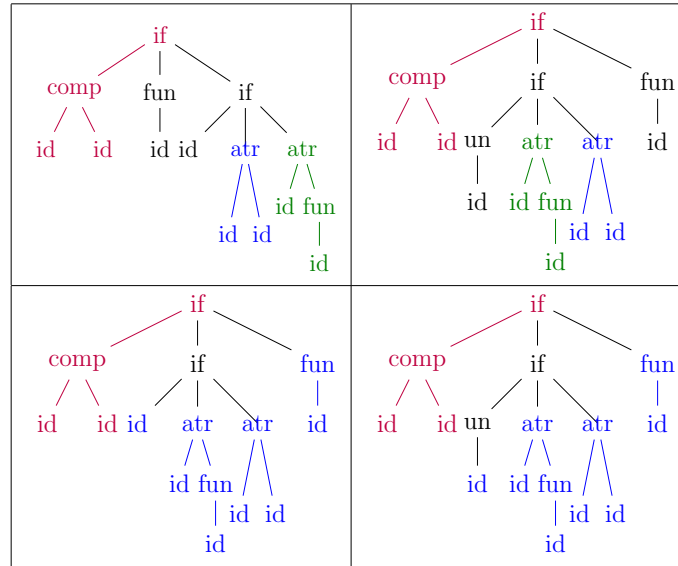 if
comp fun if
id id id id atr atr
id id id fun
id
if
comp if fun
id id un atr atr id
id id fun id id
id
if
comp if fun
id id id atr atr id
id fun id id
id
if
comp if fun
id id un atr atr id
id id fun id id
id